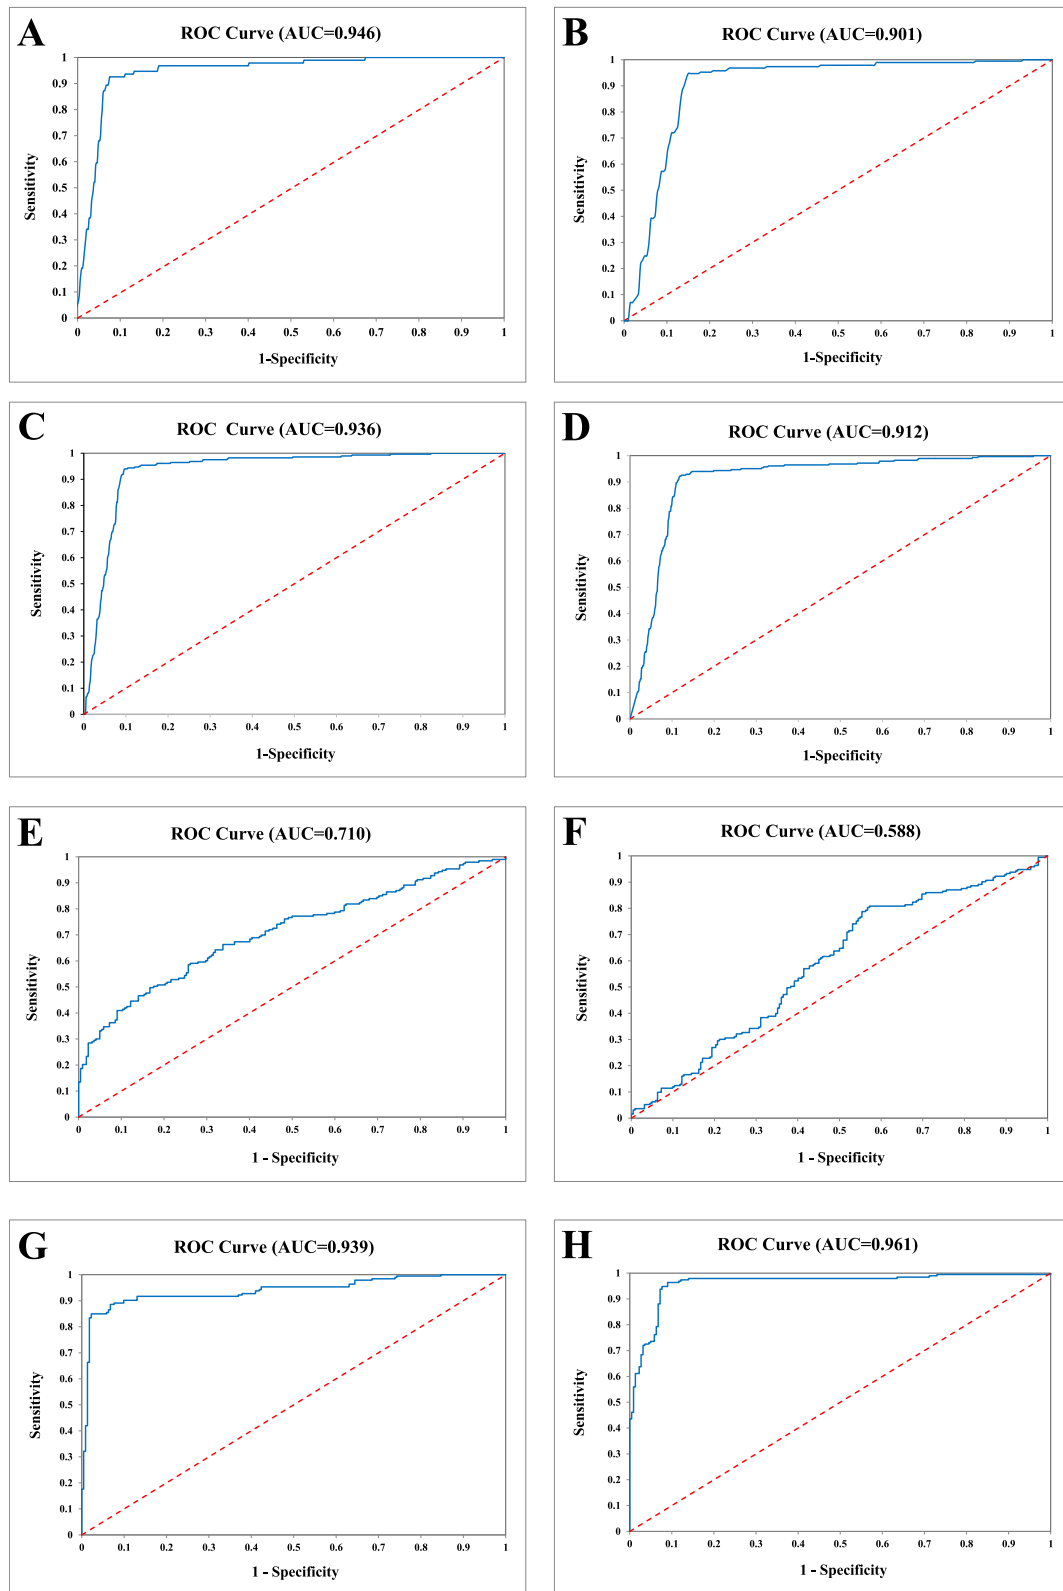 A
ROC Curve (AUC=0.946)
1
0.9
0.8
0.7
0.6
0.5
0.4
0.3
0.2
0.1
0
Sensitivity
0 0.1 0.2 0.3 0.4 0.5 0.6 0.7 0.8 0.9 1
1-Specificity
B
ROC Curve (AUC=0.901)
1
0.9
0.8
0.7
0.6
0.5
0.4
0.3
0.2
0.1
0
Sensitivity
0 0.1 0.2 0.3 0.4 0.5 0.6 0.7 0.8 0.9 1
1-Specificity
C
ROC Curve (AUC=0.936)
1
0.9
0.8
0.7
0.6
0.5
0.4
0.3
0.2
0.1
0
Sensitivity
0 0.1 0.2 0.3 0.4 0.5 0.6 0.7 0.8 0.9 1
1-Specificity
D
ROC Curve (AUC=0.912)
1
0.9
0.8
0.7
0.6
0.5
0.4
0.3
0.2
0.1
0
Sensitivity
0 0.1 0.2 0.3 0.4 0.5 0.6 0.7 0.8 0.9 1
1-Specificity
E
ROC Curve (AUC=0.710)
1
0.9
0.8
0.7
0.6
0.5
0.4
0.3
0.2
0.1
0
Sensitivity
0 0.1 0.2 0.3 0.4 0.5 0.6 0.7 0.8 0.9 1
1 - Specificity
F
ROC Curve (AUC=0.588)
1
0.9
0.8
0.7
0.6
0.5
0.4
0.3
0.2
0.1
0
Sensitivity
0 0.1 0.2 0.3 0.4 0.5 0.6 0.7 0.8 0.9 1
1 - Specificity
G
ROC Curve (AUC=0.939)
1
0.9
0.8
0.7
0.6
0.5
0.4
0.3
0.2
0.1
0
Sensitivity
0 0.1 0.2 0.3 0.4 0.5 0.6 0.7 0.8 0.9 1
1 - Specificity
H
ROC Curve (AUC=0.961)
1
0.9
0.8
0.7
0.6
0.5
0.4
0.3
0.2
0.1
0
Sensitivity
0 0.1 0.2 0.3 0.4 0.5 0.6 0.7 0.8 0.9 1
1 - Specificity